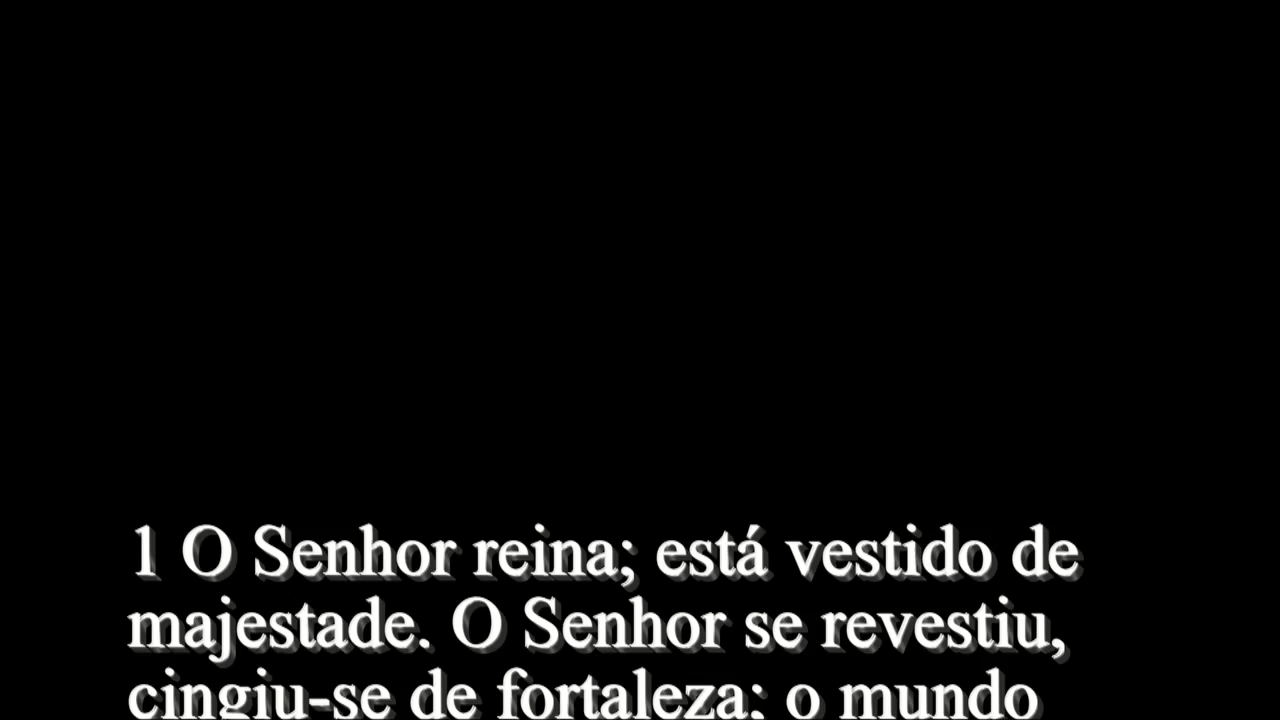 1 O Senhor reina; está vestido de
majestade. O Senhor se revestiu,
cingiu-se de fortaleza; o mundo